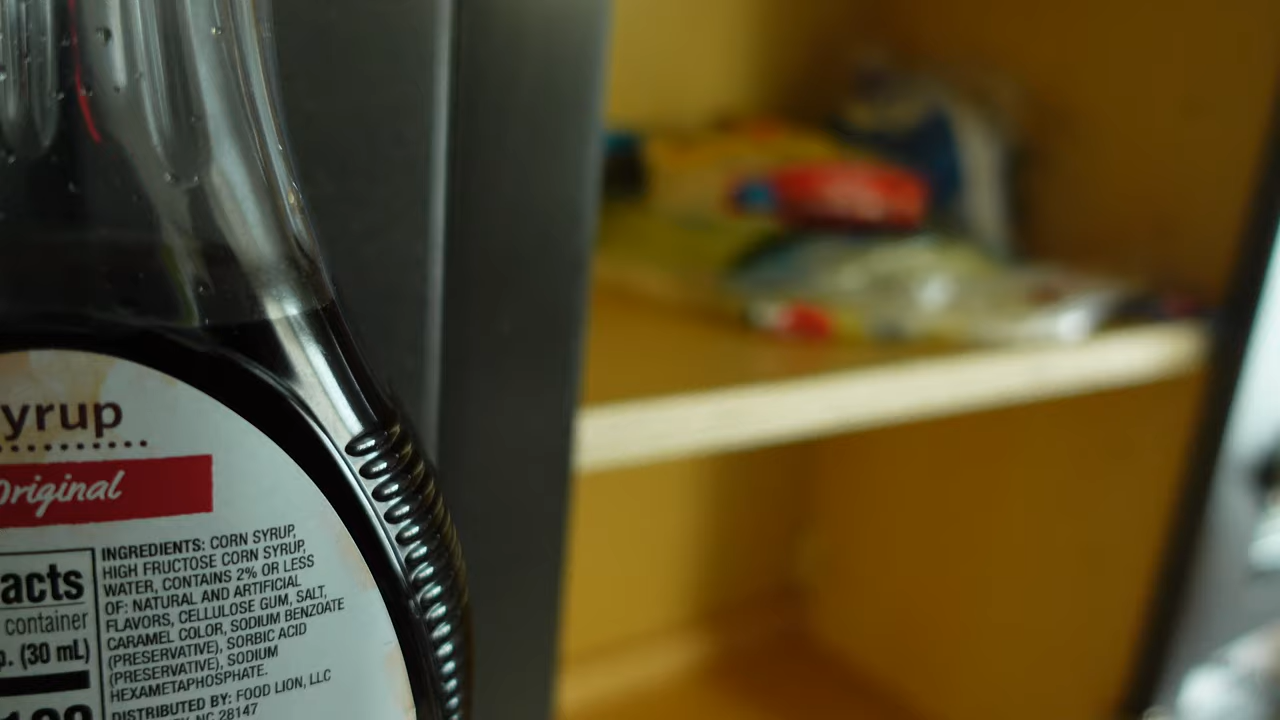 yrup
Original
INGREDIENTS: CORN SYRUP,
HIGH FRUCTOSE CORN SYRUP,
WATER, CONTAINS 2% OR LESS
OF: NATURAL AND ARTIFICIAL
FLAVORS, CELLULOSE GUM, SALT,
CARAMEL COLOR, SODIUM BENZOATE
(PRESERVATIVE), SORBIC ACID
(PRESERVATIVE), SODIUM
HEXAMETAPHOSPHATE.
DISTRIBUTED BY: FOOD LION, LLC
NC 28147
acts
container
p. (30 mL)